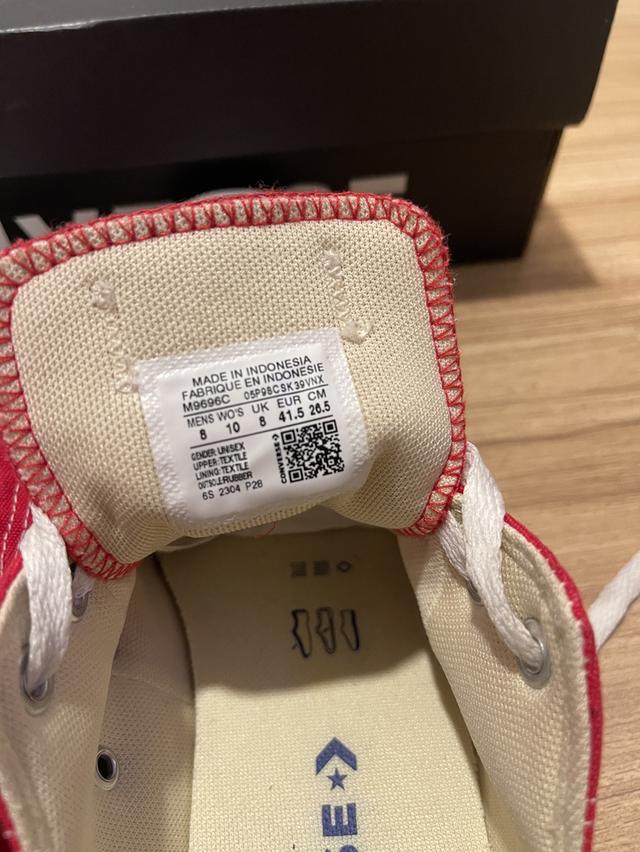 MADE IN INDONESIA
FABRIQUE EN INDONESIE
M9696C 05P98CSK39VNX
MENS WO'S UK EUR CM
8 10 8 41.5 26.5
GENDER: UNISEX
UPPER: TEXTILE
LINING: TEXTILE
OUTSOLE:RUBBER
6S 2304 P28
CONVERSE